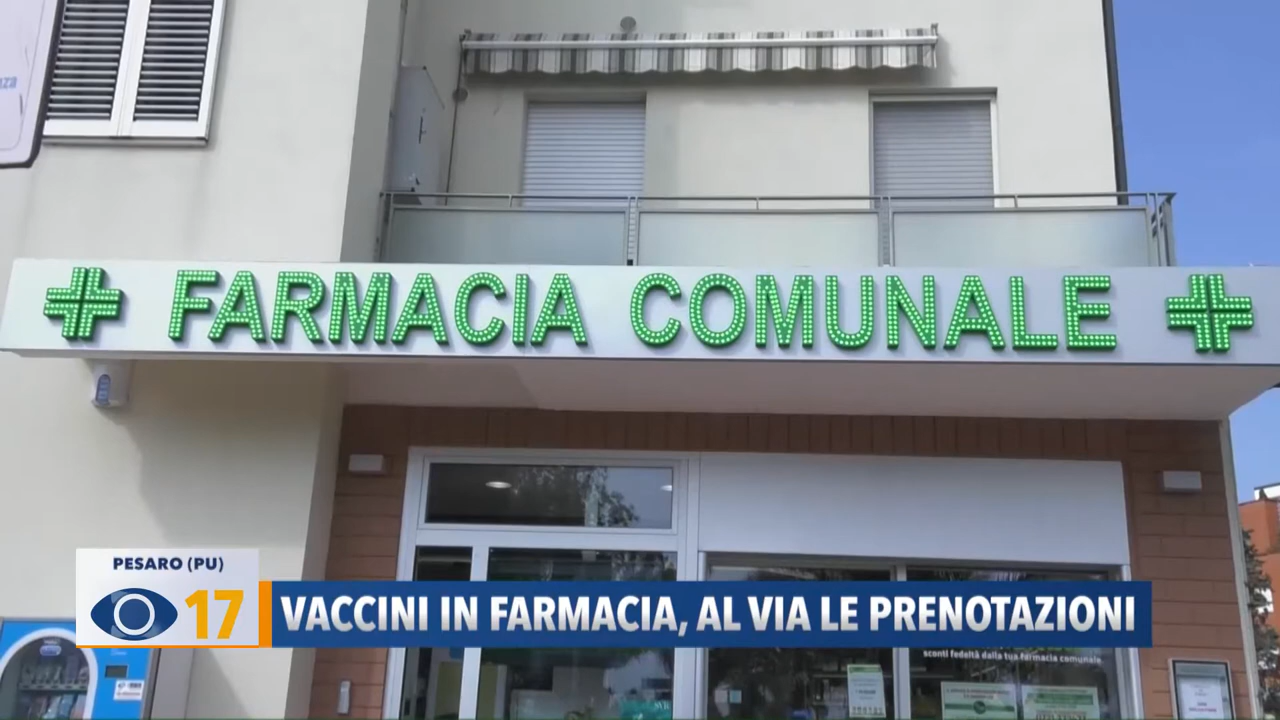 FARMACIA COMUNALE
PESARO (PU)
17
VACCINI IN FARMACIA, AL VIA LE PRENOTAZIONI
sconti fedeltà dalla tua farmacia comunale